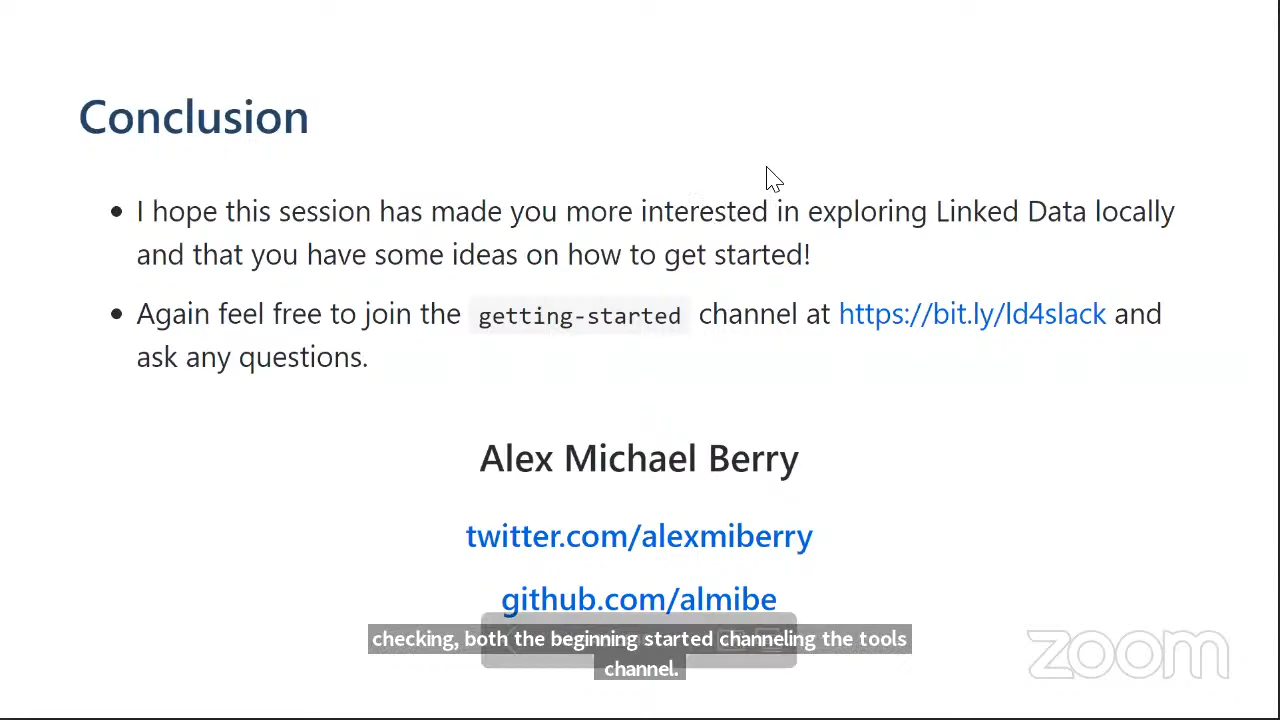 Conclusion
• I hope this session has made you more interested in exploring Linked Data locally
and that you have some ideas on how to get started!
• Again feel free to join the getting-started channel at https://bit.ly/ld4slack and
ask any questions.
Alex Michael Berry
twitter.com/alexmiberry
github.com/almibe
checking, both the beginning started channeling the tools
channel.
zoom